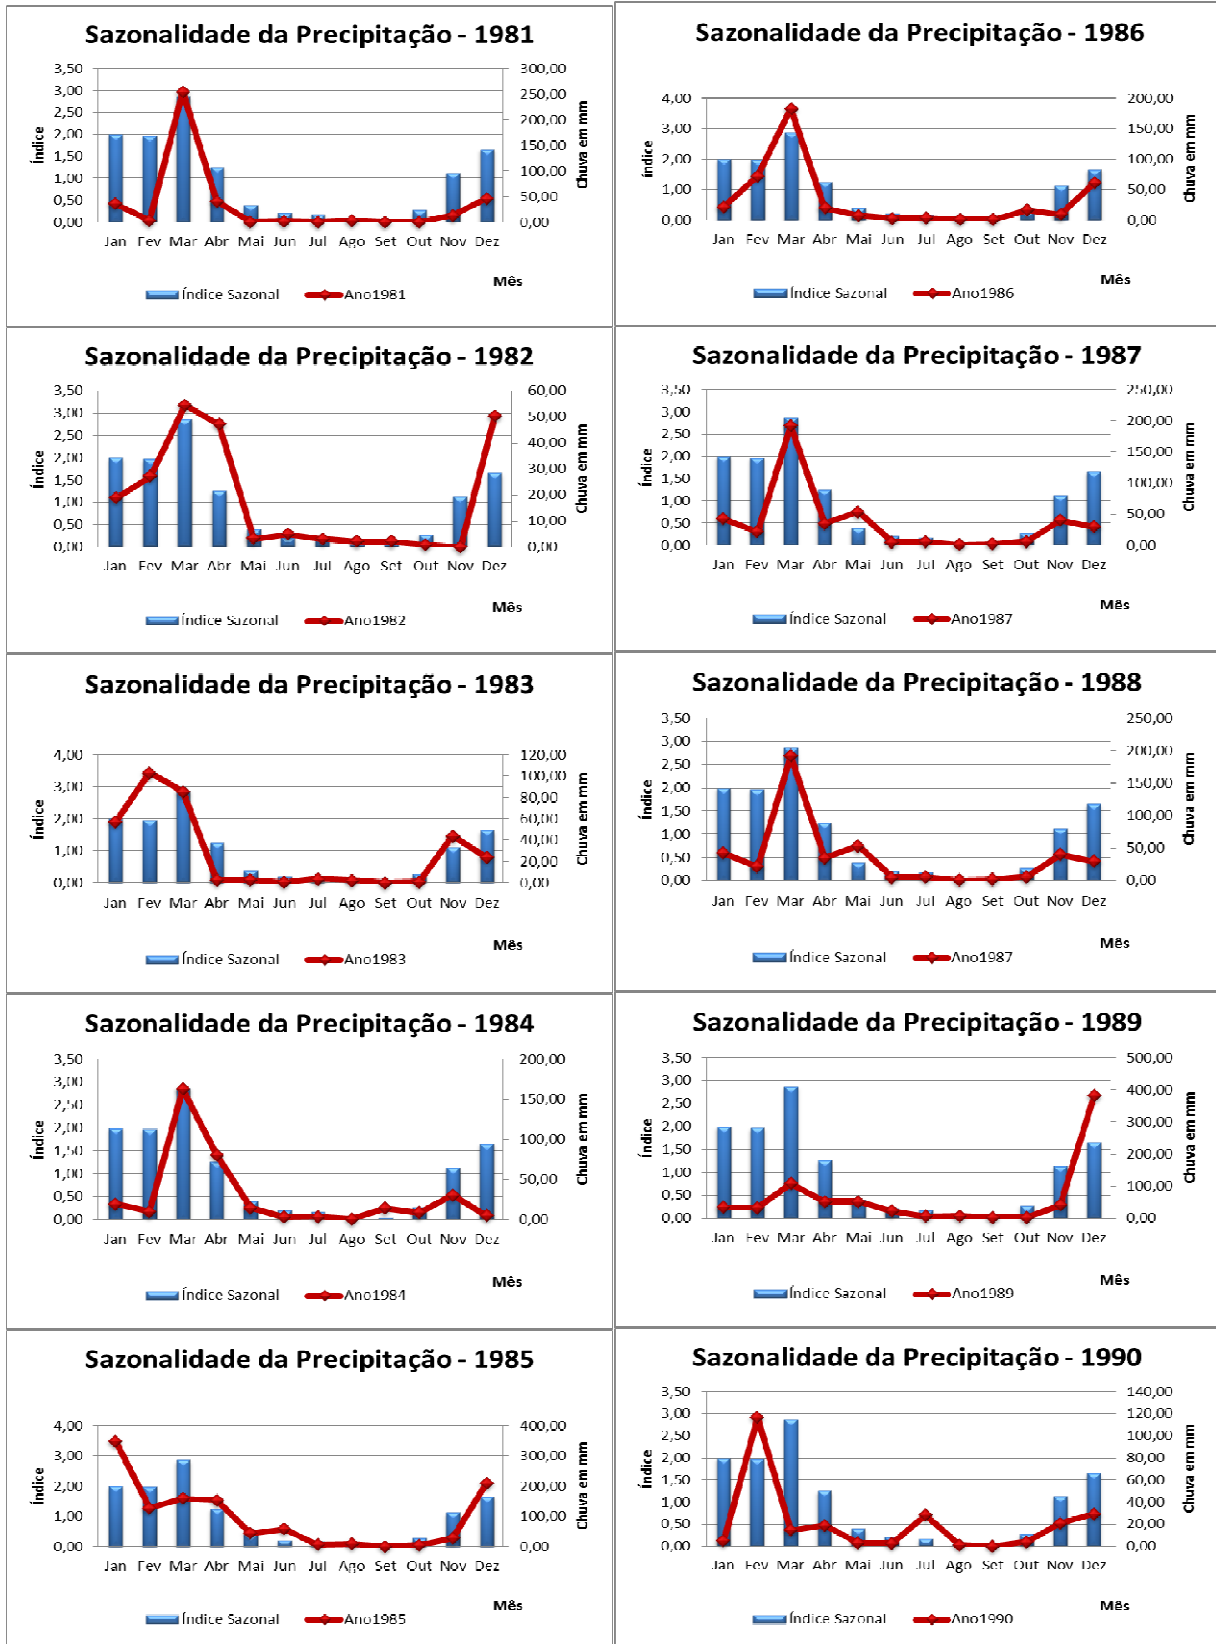 Sazonalidade da Precipitação - 1981
3,50 3,00 2,50 2,00 1,50 1,00 0,50 0,00
Índice
300,00 250,00 200,00 150,00 100,00 50,00 0,00
Chuva em mm
Jan Fev Mar Abr Mai Jun Jul Ago Set Out Nov Dez
Mês
Índice Sazonal Ano1981
Sazonalidade da Precipitação - 1986
4,00 3,00 2,00 1,00 0,00
Índice
200,00 150,00 100,00 50,00 0,00
Chuva em mm
Jan Fev Mar Abr Mai Jun Jul Ago Set Out Nov Dez
Mês
Índice Sazonal Ano1986
Sazonalidade da Precipitação - 1982
3,50 3,00 2,50 2,00 1,50 1,00 0,50 0,00
Índice
60,00 50,00 40,00 30,00 20,00 10,00 0,00
Chuva em mm
Jan Fev Mar Abr Mai Jun Jul Ago Set Out Nov Dez
Mês
Índice Sazonal Ano1982
Sazonalidade da Precipitação - 1987
3,50 3,00 2,50 2,00 1,50 1,00 0,50 0,00
Índice
250,00 200,00 150,00 100,00 50,00 0,00
Chuva em mm
Jan Fev Mar Abr Mai Jun Jul Ago Set Out Nov Dez
Mês
Índice Sazonal Ano1987
Sazonalidade da Precipitação - 1983
4,00 3,00 2,00 1,00 0,00
Índice
120,00 100,00 80,00 60,00 40,00 20,00 0,00
Chuva em mm
Jan Fev Mar Abr Mai Jun Jul Ago Set Out Nov Dez
Mês
Índice Sazonal Ano1983
Sazonalidade da Precipitação - 1988
3,50 3,00 2,50 2,00 1,50 1,00 0,50 0,00
Índice
250,00 200,00 150,00 100,00 50,00 0,00
Chuva em mm
Jan Fev Mar Abr Mai Jun Jul Ago Set Out Nov Dez
Mês
Índice Sazonal Ano1987
Sazonalidade da Precipitação - 1984
3,50 3,00 2,50 2,00 1,50 1,00 0,50 0,00
Índice
200,00 150,00 100,00 50,00 0,00
Chuva em mm
Jan Fev Mar Abr Mai Jun Jul Ago Set Out Nov Dez
Mês
Índice Sazonal Ano1984
Sazonalidade da Precipitação - 1989
3,50 3,00 2,50 2,00 1,50 1,00 0,50 0,00
Índice
500,00 400,00 300,00 200,00 100,00 0,00
Chuva em mm
Jan Fev Mar Abr Mai Jun Jul Ago Set Out Nov Dez
Mês
Índice Sazonal Ano1989
Sazonalidade da Precipitação - 1985
4,00 3,00 2,00 1,00 0,00
Índice
400,00 300,00 200,00 100,00 0,00
Chuva em mm
Jan Fev Mar Abr Mai Jun Jul Ago Set Out Nov Dez
Mês
Índice Sazonal Ano1985
Sazonalidade da Precipitação - 1990
3,50 3,00 2,50 2,00 1,50 1,00 0,50 0,00
Índice
140,00 120,00 100,00 80,00 60,00 40,00 20,00 0,00
Chuva em mm
Jan Fev Mar Abr Mai Jun Jul Ago Set Out Nov Dez
Mês
Índice Sazonal Ano1990